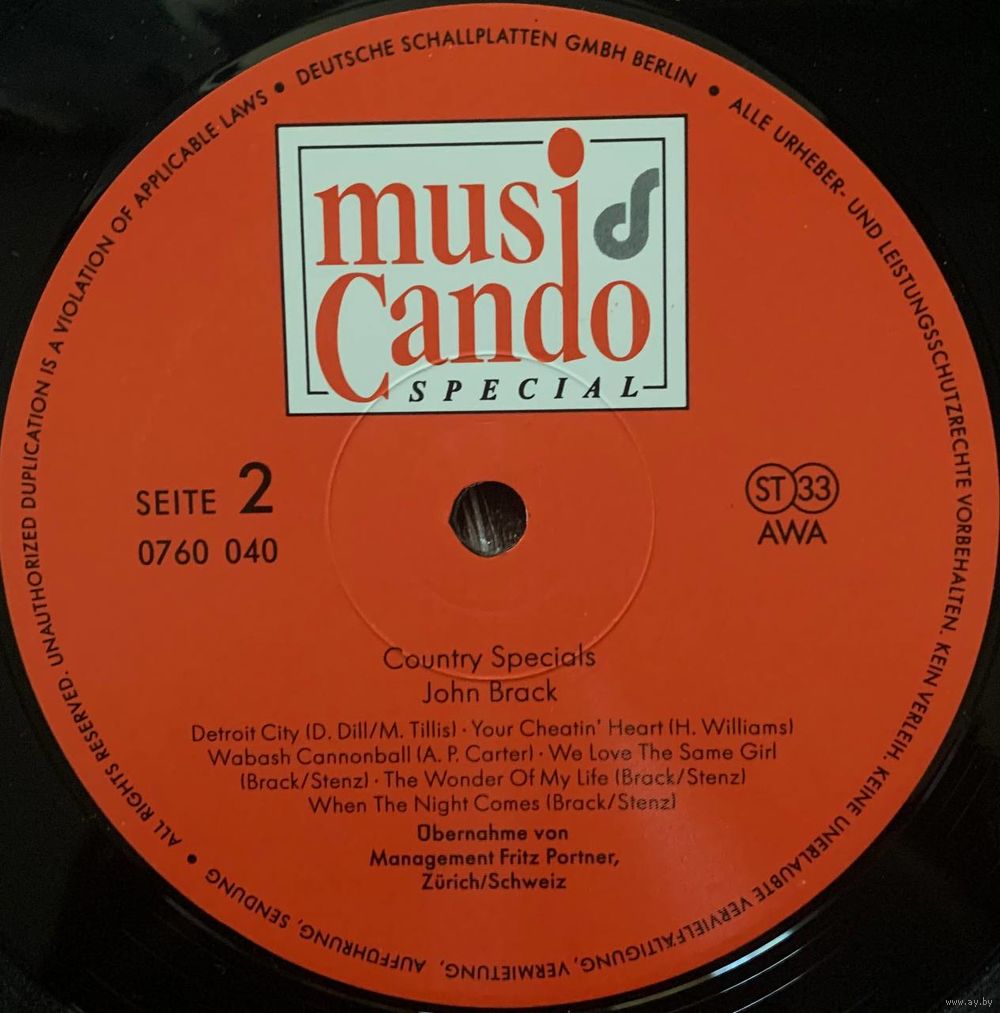 DEUTSCHE SCHALLPLATTEN GMBH BERLIN • ALLE URHEBER- UND LEISTUNGSSCHUTZRECHTE VORBEHALTEN. KEIN VERLEIH. KEINE UNERLAUBTE VERVIELFÄLTIGUNG, VERMIETUNG, AUFFÜHRUNG, SENDUNG • ALL RIGHTS RESERVED. UNAUTHORIZED DUPLICATION IS A VIOLATION OF APPLICABLE LAWS •
musi
Cando
SPECIAL
SEITE 2
0760 040
ST 33
AWA
Country Specials
John Brack
Detroit City (D. Dill/M. Tillis) · Your Cheatin' Heart (H. Williams)
Wabash Cannonball (A. P. Carter) · We Love The Same Girl
(Brack/Stenz) · The Wonder Of My Life (Brack/Stenz)
When The Night Comes (Brack/Stenz)
Übernahme von
Management Fritz Portner,
Zürich/Schweiz
www.ay.by